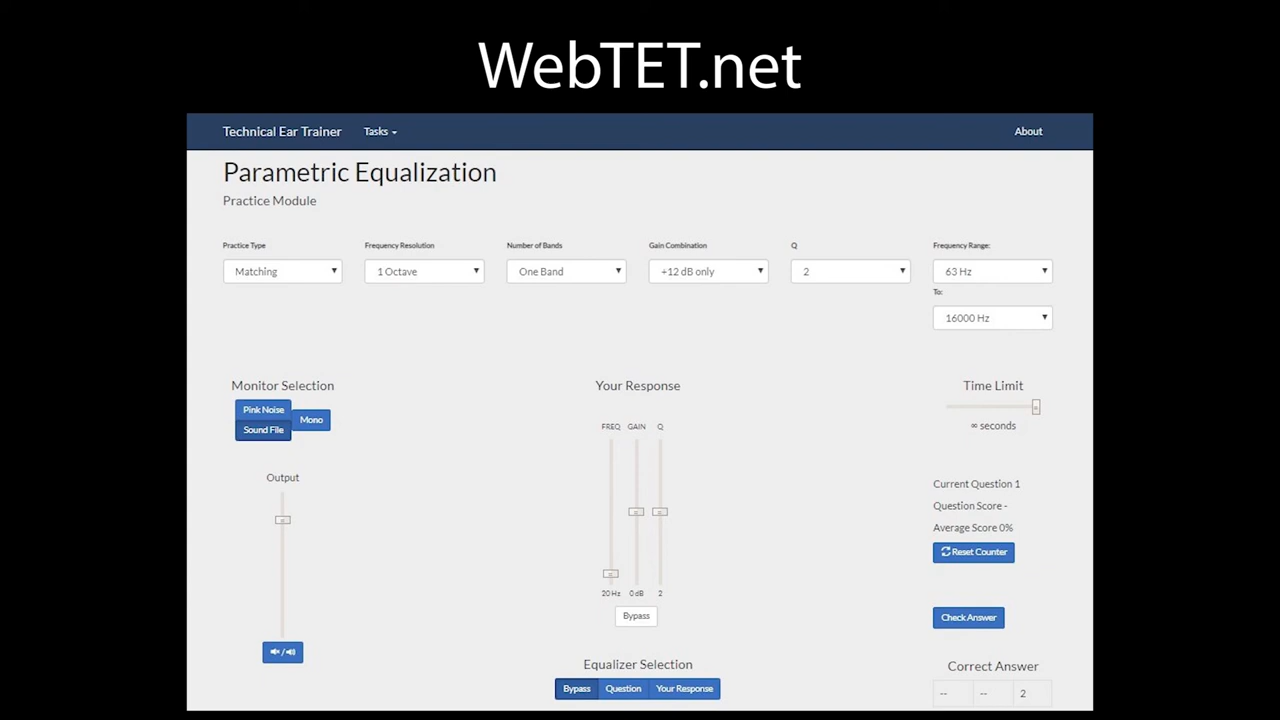 WebTET.net
Technical Ear Trainer Tasks About
Parametric Equalization
Practice Module
Practice Type Frequency Resolution Number of Bands Gain Combination Q Frequency Range:
Matching 1 Octave One Band +12 dB only 2 63 Hz
To:
16000 Hz
Monitor Selection Your Response Time Limit
Pink Noise
Mono
Sound File
∞ seconds
FREQ GAIN Q
Output
Current Question 1
Question Score -
Average Score 0%
Reset Counter
20 Hz 0 dB 2
Bypass
Check Answer
Equalizer Selection
Correct Answer
Bypass Question Your Response
-- -- 2